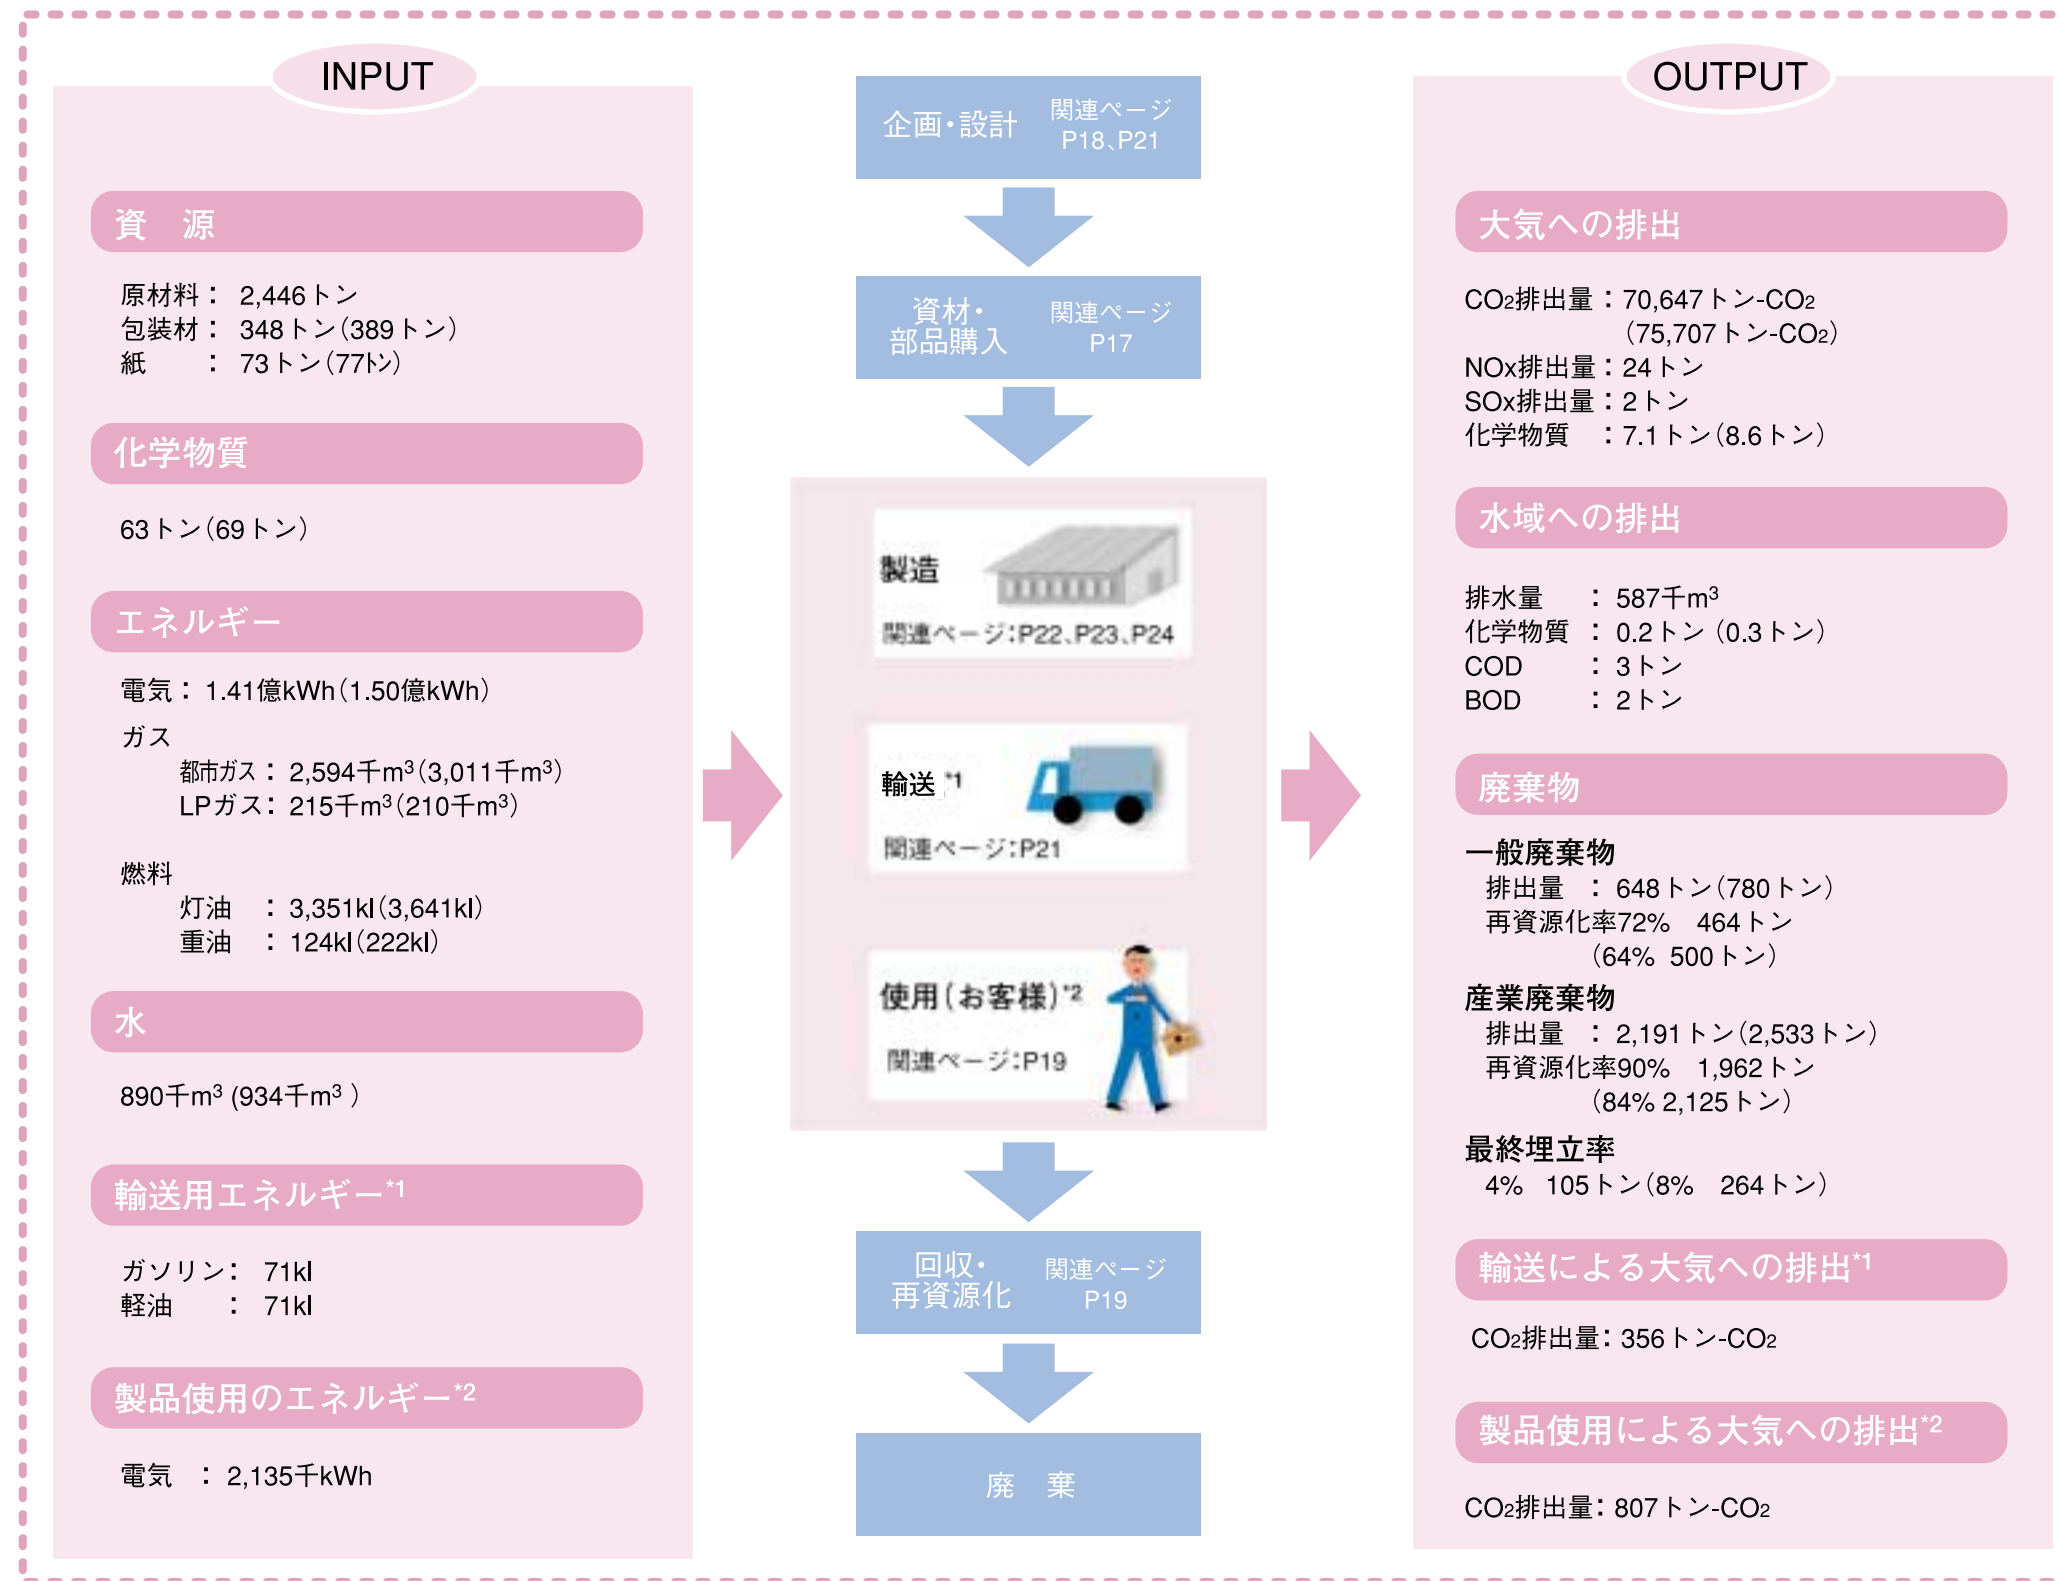 INPUT
資　源
原材料： 2,446トン
包装材： 348トン（389トン）
紙　　： 73トン（77トン）
化学物質
63トン（69トン）
エネルギー
電気： 1.41億kWh（1.50億kWh）
ガス
都市ガス： 2,594千m³（3,011千m³）
LPガス： 215千m³（210千m³）
燃料
灯油　： 3,351kl（3,641kl）
重油　： 124kl（222kl）
水
890千m³ (934千m³ ）
輸送用エネルギー*1
ガソリン： 71kl
軽油　　： 71kl
製品使用のエネルギー*2
電気　： 2,135千kWh
企画・設計　関連ページ
P18、P21
資材・
部品購入
関連ページ
P17
製造
関連ページ：P22、P23、P24
輸送 *1
関連ページ：P21
使用（お客様）*2
関連ページ：P19
回収・
再資源化
関連ページ
P19
廃　棄
OUTPUT
大気への排出
CO₂排出量：70,647トン-CO₂
（75,707トン-CO₂）
NOx排出量：24トン
SOx排出量：2トン
化学物質　：7.1トン（8.6トン）
水域への排出
排水量　　： 587千m³
化学物質　： 0.2トン（0.3トン）
COD　　： 3トン
BOD　　： 2トン
廃棄物
一般廃棄物
排出量　： 648トン（780トン）
再資源化率72%　464トン
（64%　500トン）
産業廃棄物
排出量　： 2,191トン（2,533トン）
再資源化率90%　1,962トン
（84% 2,125トン）
最終埋立率
4%　105トン（8%　264トン）
輸送による大気への排出*1
CO₂排出量：356トン-CO₂
製品使用による大気への排出*2
CO₂排出量：807トン-CO₂